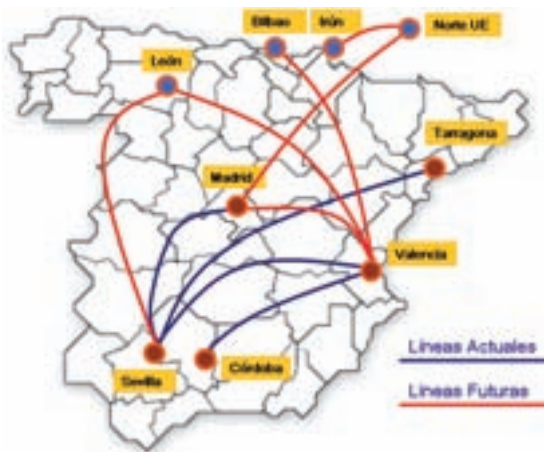 Bilbao
Irún
Norte UE
León
Tarragona
Madrid
Valencia
Sevilla
Córdoba
Líneas Actuales
Líneas Futuras